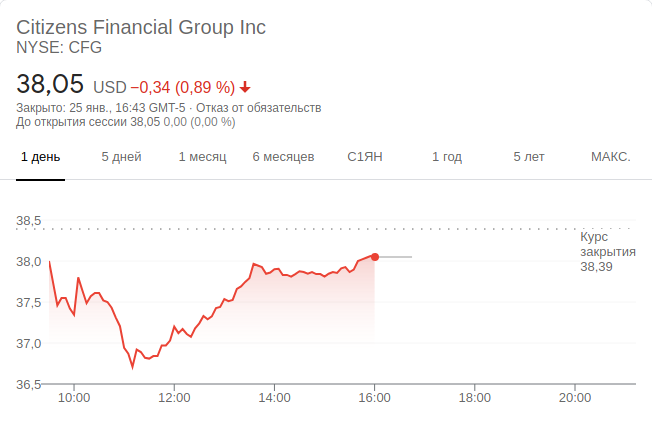 Citizens Financial Group Inc
NYSE: CFG
38,05 USD −0,34 (0,89 %)
Закрыто: 25 янв., 16:43 GMT-5 · Отказ от обязательств
До открытия сессии 38,05 0,00 (0,00 %)
1 день 5 дней 1 месяц 6 месяцев С1ЯН 1 год 5 лет МАКС.
38,5
Курс
закрытия
38,39
38,0
37,5
37,0
36,5
10:00 12:00 14:00 16:00 18:00 20:00